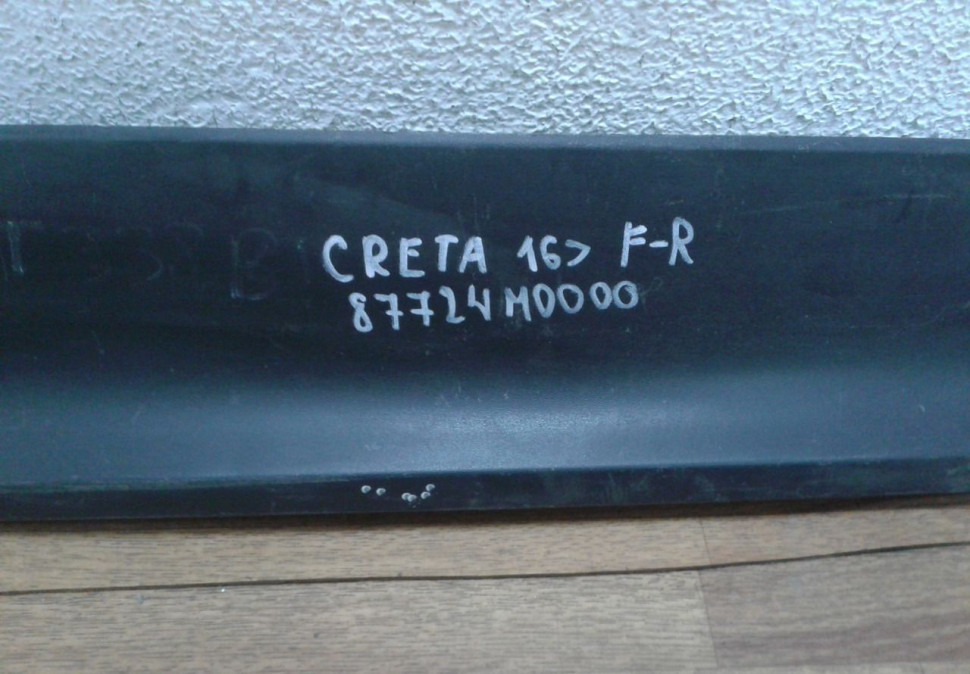 CRETA 16> F-R
87724M0000